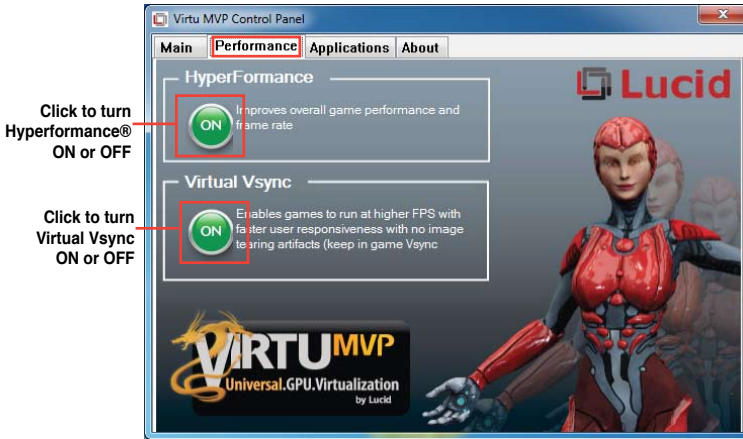 Virtu MVP Control Panel
Main Performance Applications About
HyperFormance
Lucid
Click to turn
Hyperformance®
ON or OFF
ON
Improves overall game performance and
frame rate
Virtual Vsync
Click to turn
Virtual Vsync
ON or OFF
ON
Enables games to run at higher FPS with
faster user responsiveness with no image
tearing artifacts (keep in game Vsync
VIRTU MVP
Universal.GPU.Virtualization
by Lucid